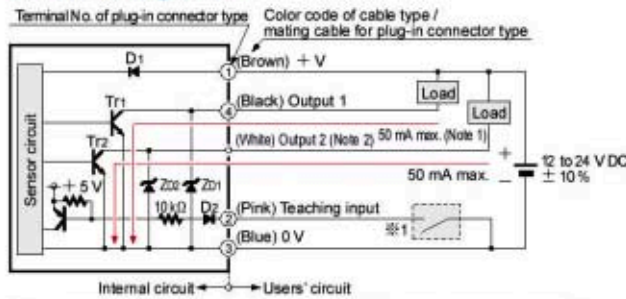 Terminal No. of plug-in connector type
Color code of cable type /
mating cable for plug-in connector type
D1
1
(Brown) + V
Tr1
4
(Black) Output 1
Load
Load
Tr2
(White) Output 2 (Note 2)
50 mA max. (Note 1)
Sensor circuit
+ 5 V
ZD2
ZD1
50 mA max.
+
−
12 to 24 V DC
± 10%
10 kΩ
D2
2
(Pink) Teaching input
※1
3
(Blue) 0 V
Internal circuit
Users' circuit